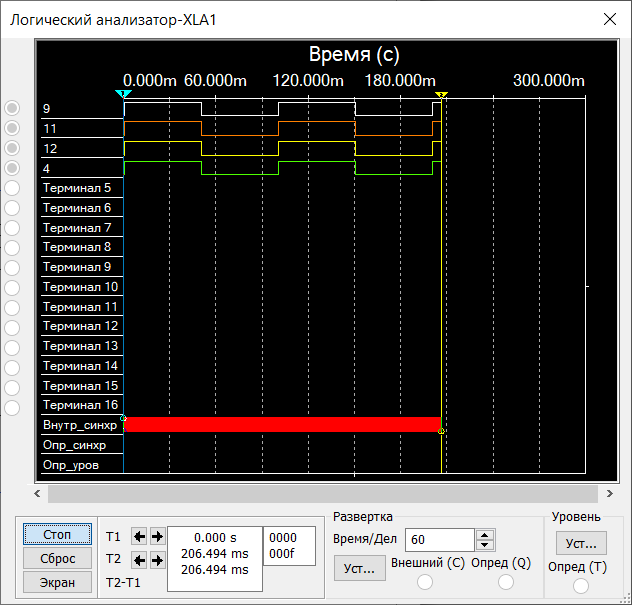 Логический анализатор-XLA1
Время (с)
0.000m 60.000m 120.000m 180.000m 300.000m
9
11
12
4
Терминал 5
Терминал 6
Терминал 7
Терминал 8
Терминал 9
Терминал 10
Терминал 11
Терминал 12
Терминал 13
Терминал 14
Терминал 15
Терминал 16
Внутр_синхр
Опр_синхр
Опр_уров
Стоп
Сброс
Экран
T1
T2
T2-T1
0.000 s
206.494 ms
206.494 ms
0000
000f
Развертка
Время/Дел 60
Уст...
Внешний (C) Опред (Q)
Уровень
Уст...
Опред (T)